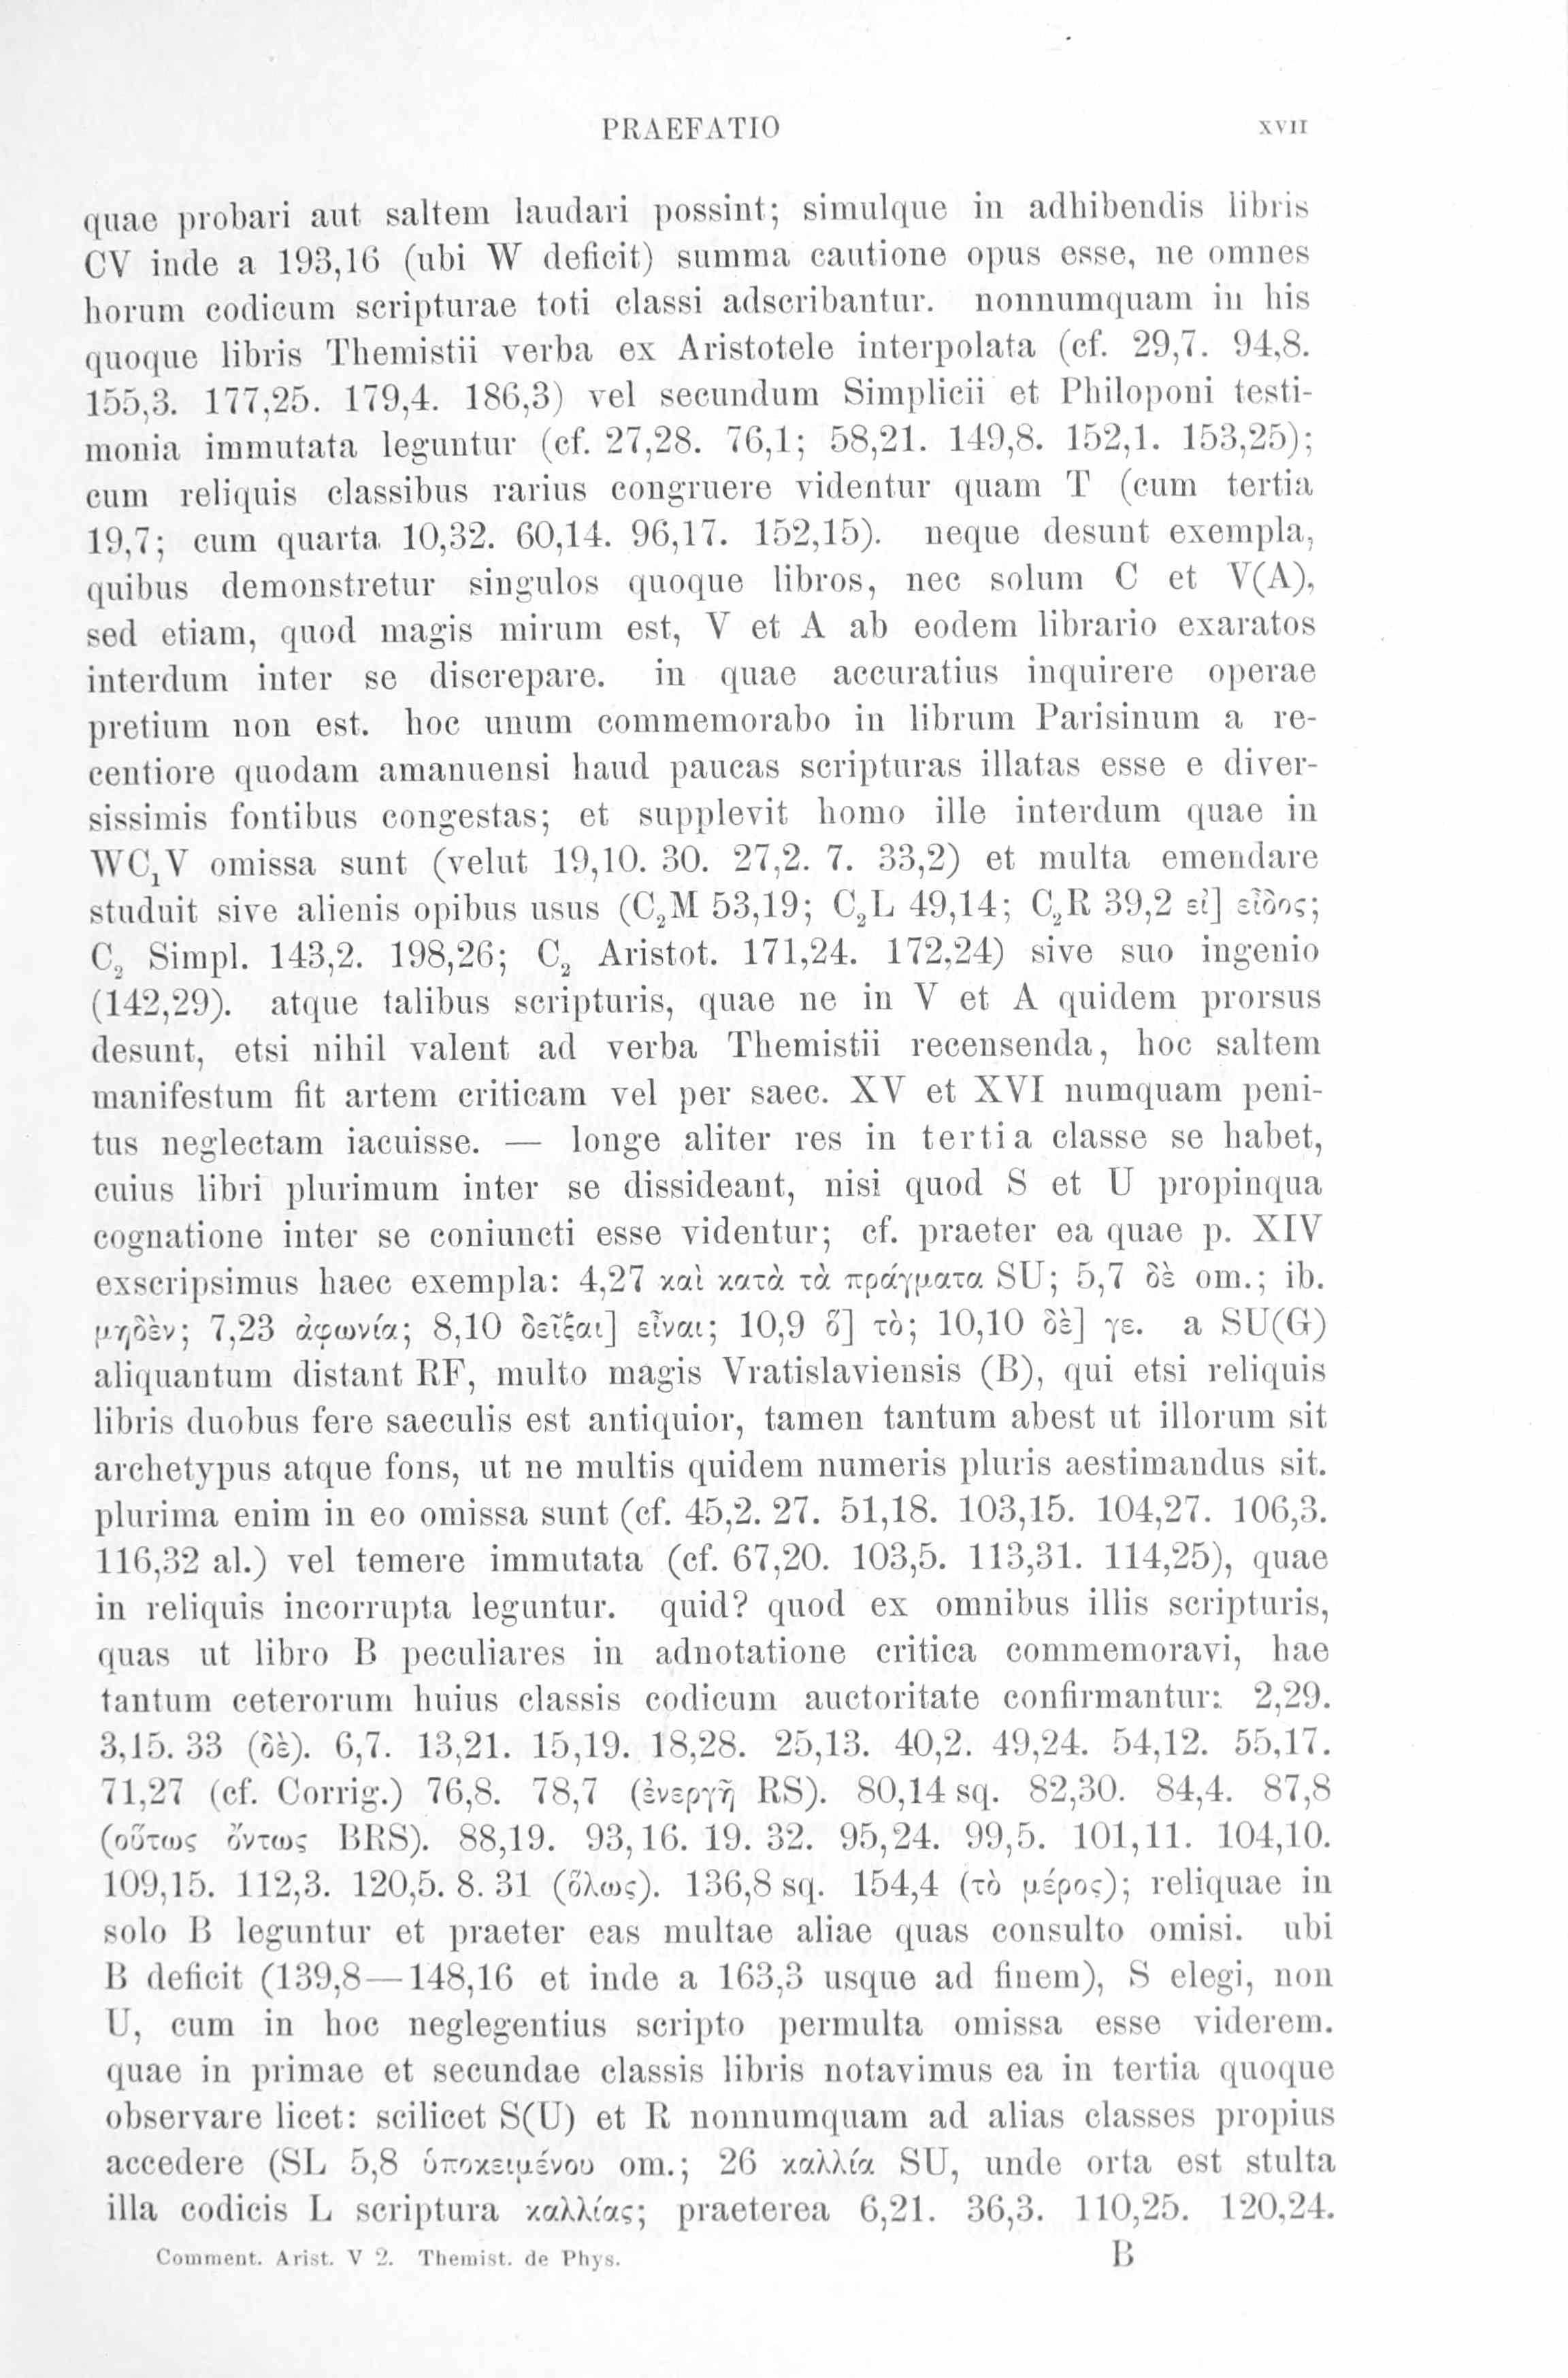 PRAEFATIO XVII
quae probari aut saltem laudari possint; simulque in adhibendis libris
CV inde a 193,16 (ubi W deficit) summa cautione opus esse, ne omnes
horum codicum scripturae toti classi adscribantur. nonnumquam in his
quoque libris Themistii verba ex Aristotele interpolata (cf. 29,7. 94,8.
155,3. 177,25. 179,4. 186,3) vel secundum Simplicii et Philoponi testi-
monia immutata leguntur (cf. 27,28. 76,1; 58,21. 149,8. 152,1. 153,25);
cum reliquis classibus rarius congruere videntur quam T (cum tertia
19,7; cum quarta 10,32. 60,14. 96,17. 152,15). neque desunt exempla,
quibus demonstretur singulos quoque libros, nec solum C et V(A),
sed etiam, quod magis mirum est, V et A ab eodem librario exaratos
interdum inter se discrepare. in quae accuratius inquirere operae
pretium non est. hoc unum commemorabo in librum Parisinum a re-
centiore quodam amanuensi haud paucas scripturas illatas esse e diver-
sissimis fontibus congestas; et supplevit homo ille interdum quae in
WC₁V omissa sunt (velut 19,10. 30. 27,2. 7. 33,2) et multa emendare
studuit sive alienis opibus usus (C₂M 53,19; C₂L 49,14; C₂R 39,2 εἰ] εἶδος;
C₂ Simpl. 143,2. 198,26; C₂ Aristot. 171,24. 172,24) sive suo ingenio
(142,29). atque talibus scripturis, quae ne in V et A quidem prorsus
desunt, etsi nihil valent ad verba Themistii recensenda, hoc saltem
manifestum fit artem criticam vel per saec. XV et XVI numquam peni-
tus neglectam iacuisse. — longe aliter res in tertia classe se habet,
cuius libri plurimum inter se dissideant, nisi quod S et U propinqua
cognatione inter se coniuncti esse videntur; cf. praeter ea quae p. XIV
exscripsimus haec exempla: 4,27 καὶ κατὰ τὰ πράγματα SU; 5,7 δὲ om.; ib.
μηδὲν; 7,23 ἀφωνία; 8,10 δεῖξαι] εἶναι; 10,9 ὅ] τὸ; 10,10 δὲ] γε. a SU(G)
aliquantum distant RF, multo magis Vratislaviensis (B), qui etsi reliquis
libris duobus fere saeculis est antiquior, tamen tantum abest ut illorum sit
archetypus atque fons, ut ne multis quidem numeris pluris aestimandus sit.
plurima enim in eo omissa sunt (cf. 45,2. 27. 51,18. 103,15. 104,27. 106,3.
116,32 al.) vel temere immutata (cf. 67,20. 103,5. 113,31. 114,25), quae
in reliquis incorrupta leguntur. quid? quod ex omnibus illis scripturis,
quas ut libro B peculiares in adnotatione critica commemoravi, hae
tantum ceterorum huius classis codicum auctoritate confirmantur: 2,29.
3,15. 33 (δὲ). 6,7. 13,21. 15,19. 18,28. 25,13. 40,2. 49,24. 54,12. 55,17.
71,27 (cf. Corrig.) 76,8. 78,7 (ἐνεργῆ RS). 80,14 sq. 82,30. 84,4. 87,8
(οὕτως ὄντως BRS). 88,19. 93,16. 19. 32. 95,24. 99,5. 101,11. 104,10.
109,15. 112,3. 120,5. 8. 31 (ὅλως). 136,8 sq. 154,4 (τὸ μέρος); reliquae in
solo B leguntur et praeter eas multae aliae quas consulto omisi. ubi
B deficit (139,8—148,16 et inde a 163,3 usque ad finem), S elegi, non
U, cum in hoc neglegentius scripto permulta omissa esse viderem.
quae in primae et secundae classis libris notavimus ea in tertia quoque
observare licet: scilicet S(U) et R nonnumquam ad alias classes propius
accedere (SL 5,8 ὑποκειμένου om.; 26 καλλία SU, unde orta est stulta
illa codicis L scriptura καλλίας; praeterea 6,21. 36,3. 110,25. 120,24.
Comment. Arist. V 2. Themist. de Phys. B